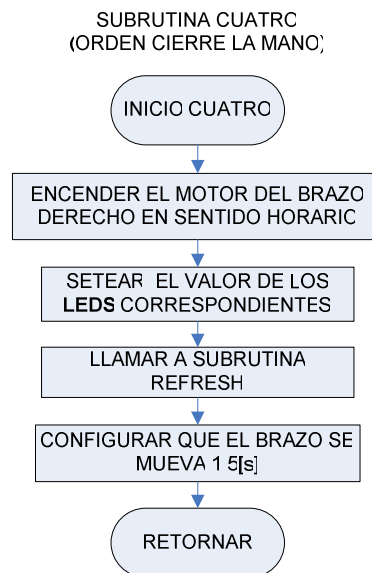 SUBRUTINA CUATRO
(ORDEN CIERRE LA MANO)
INICIO CUATRO
ENCENDER EL MOTOR DEL BRAZO
DERECHO EN SENTIDO HORARIO
SETEAR EL VALOR DE LOS
LEDS CORRESPONDIENTES
LLAMAR A SUBRUTINA
REFRESH
CONFIGURAR QUE EL BRAZO SE
MUEVA 1 5[s]
RETORNAR